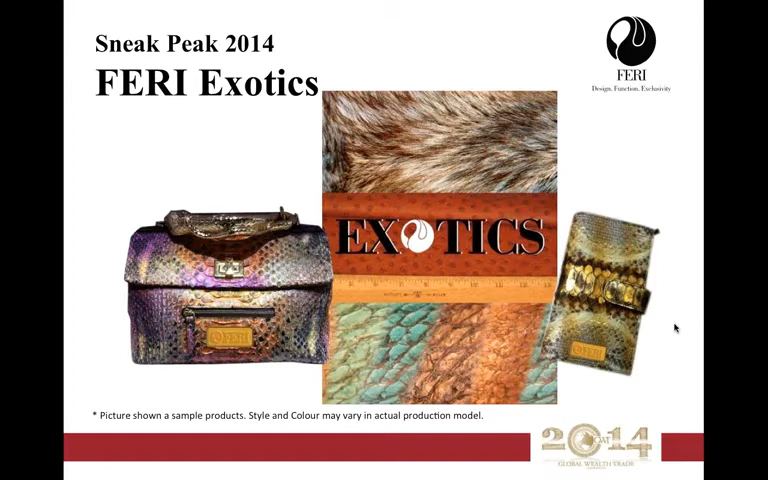 Sneak Peak 2014
FERI Exotics
FERI
Design. Function. Exclusivity
EXOTICS
FERI
FERI
* Picture shown a sample products. Style and Colour may vary in actual production model.
2014
GWT
GLOBAL WEALTH TRADE